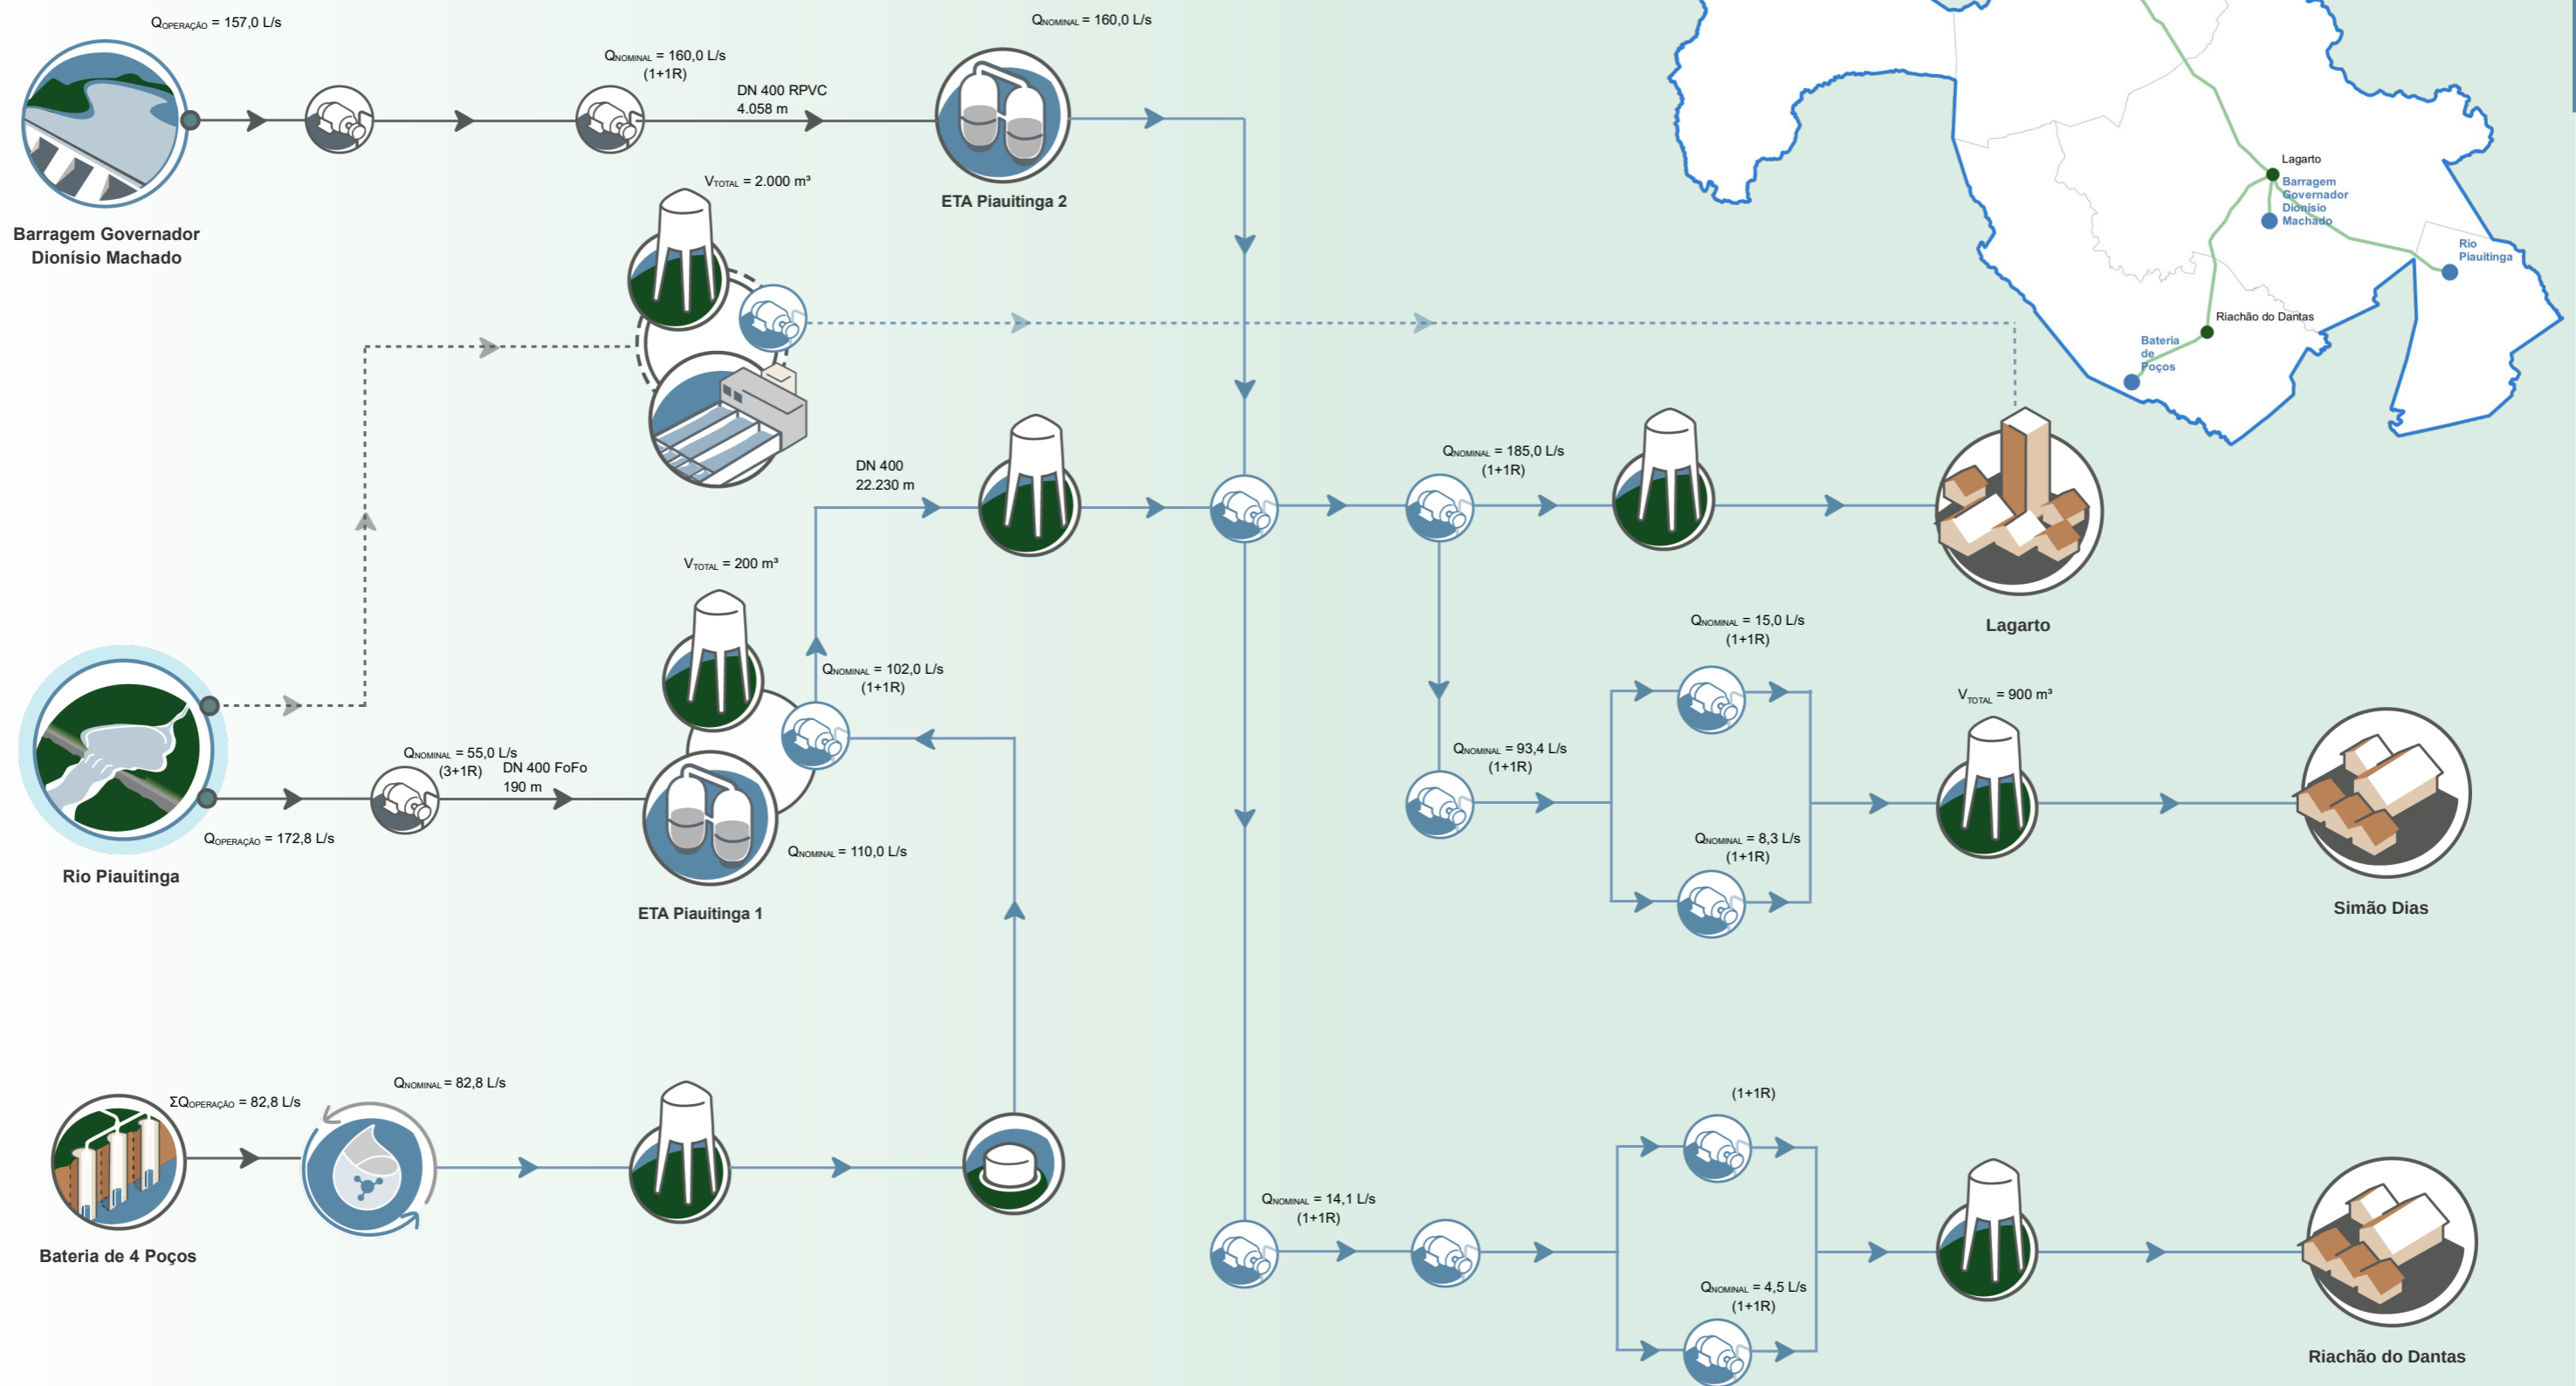 QOPERAÇÃO = 157,0 L/s
QNOMINAL = 160,0 L/s
(1+1R)
DN 400 RPVC
4.058 m
QNOMINAL = 160,0 L/s
ETA Piauitinga 2
Barragem Governador
Dionísio Machado
VTOTAL = 2.000 m³
Lagarto
Barragem
Governador
Dionísio
Machado
Rio
Piauitinga
Riachão do Dantas
Bateria
de
Poços
DN 400
22.230 m
QNOMINAL = 185,0 L/s
(1+1R)
Lagarto
VTOTAL = 200 m³
QNOMINAL = 102,0 L/s
(1+1R)
QNOMINAL = 55,0 L/s
(3+1R)
DN 400 FoFo
190 m
QOPERAÇÃO = 172,8 L/s
Rio Piauitinga
QNOMINAL = 110,0 L/s
ETA Piauitinga 1
QNOMINAL = 93,4 L/s
(1+1R)
QNOMINAL = 15,0 L/s
(1+1R)
QNOMINAL = 8,3 L/s
(1+1R)
VTOTAL = 900 m³
Simão Dias
ΣQOPERAÇÃO = 82,8 L/s
QNOMINAL = 82,8 L/s
Bateria de 4 Poços
QNOMINAL = 14,1 L/s
(1+1R)
(1+1R)
QNOMINAL = 4,5 L/s
(1+1R)
Riachão do Dantas